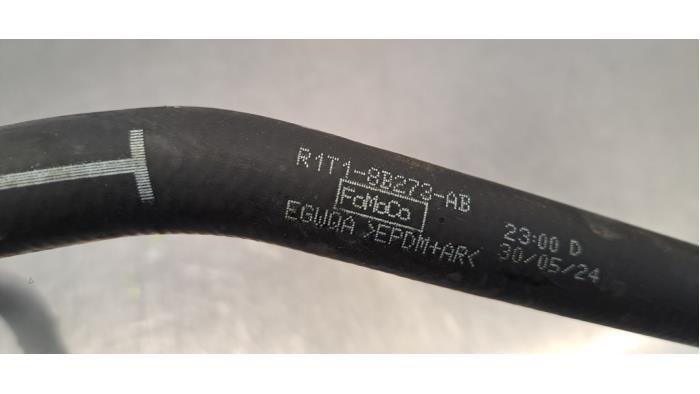 R1T1-8B273-AB
FoMoCo
EGWQA >EPDM+AR<
23:00 D
30/05/24